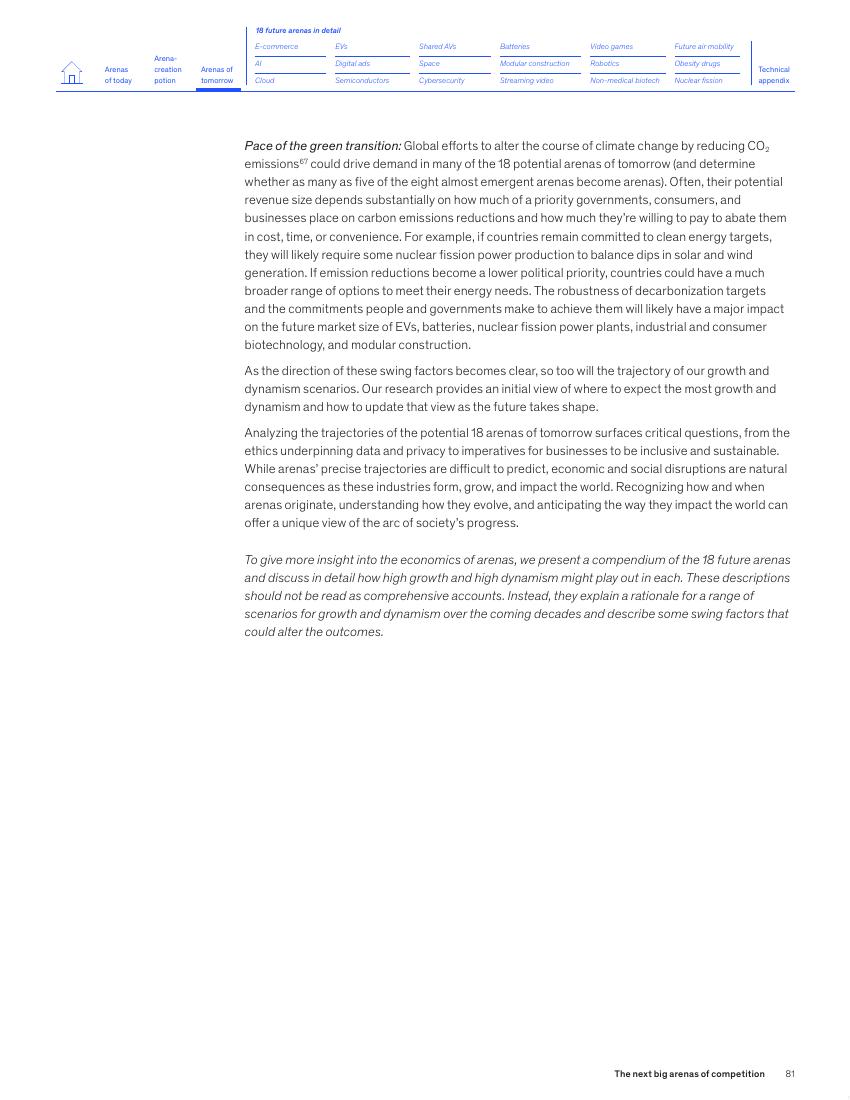 18 future arenas in detail
Arenas
of today
Arena-
creation
potion
Arenas of
tomorrow
E-commerce
EVs
Shared AVs
Batteries
Video games
Future air mobility
AI
Digital ads
Space
Modular construction
Robotics
Obesity drugs
Cloud
Semiconductors
Cybersecurity
Streaming video
Non-medical biotech
Nuclear fission
Technical
appendix
Pace of the green transition: Global efforts to alter the course of climate change by reducing CO₂
emissions⁶⁷ could drive demand in many of the 18 potential arenas of tomorrow (and determine
whether as many as five of the eight almost emergent arenas become arenas). Often, their potential
revenue size depends substantially on how much of a priority governments, consumers, and
businesses place on carbon emissions reductions and how much they’re willing to pay to abate them
in cost, time, or convenience. For example, if countries remain committed to clean energy targets,
they will likely require some nuclear fission power production to balance dips in solar and wind
generation. If emission reductions become a lower political priority, countries could have a much
broader range of options to meet their energy needs. The robustness of decarbonization targets
and the commitments people and governments make to achieve them will likely have a major impact
on the future market size of EVs, batteries, nuclear fission power plants, industrial and consumer
biotechnology, and modular construction.
As the direction of these swing factors becomes clear, so too will the trajectory of our growth and
dynamism scenarios. Our research provides an initial view of where to expect the most growth and
dynamism and how to update that view as the future takes shape.
Analyzing the trajectories of the potential 18 arenas of tomorrow surfaces critical questions, from the
ethics underpinning data and privacy to imperatives for businesses to be inclusive and sustainable.
While arenas’ precise trajectories are difficult to predict, economic and social disruptions are natural
consequences as these industries form, grow, and impact the world. Recognizing how and when
arenas originate, understanding how they evolve, and anticipating the way they impact the world can
offer a unique view of the arc of society’s progress.
To give more insight into the economics of arenas, we present a compendium of the 18 future arenas
and discuss in detail how high growth and high dynamism might play out in each. These descriptions
should not be read as comprehensive accounts. Instead, they explain a rationale for a range of
scenarios for growth and dynamism over the coming decades and describe some swing factors that
could alter the outcomes.
The next big arenas of competition 81